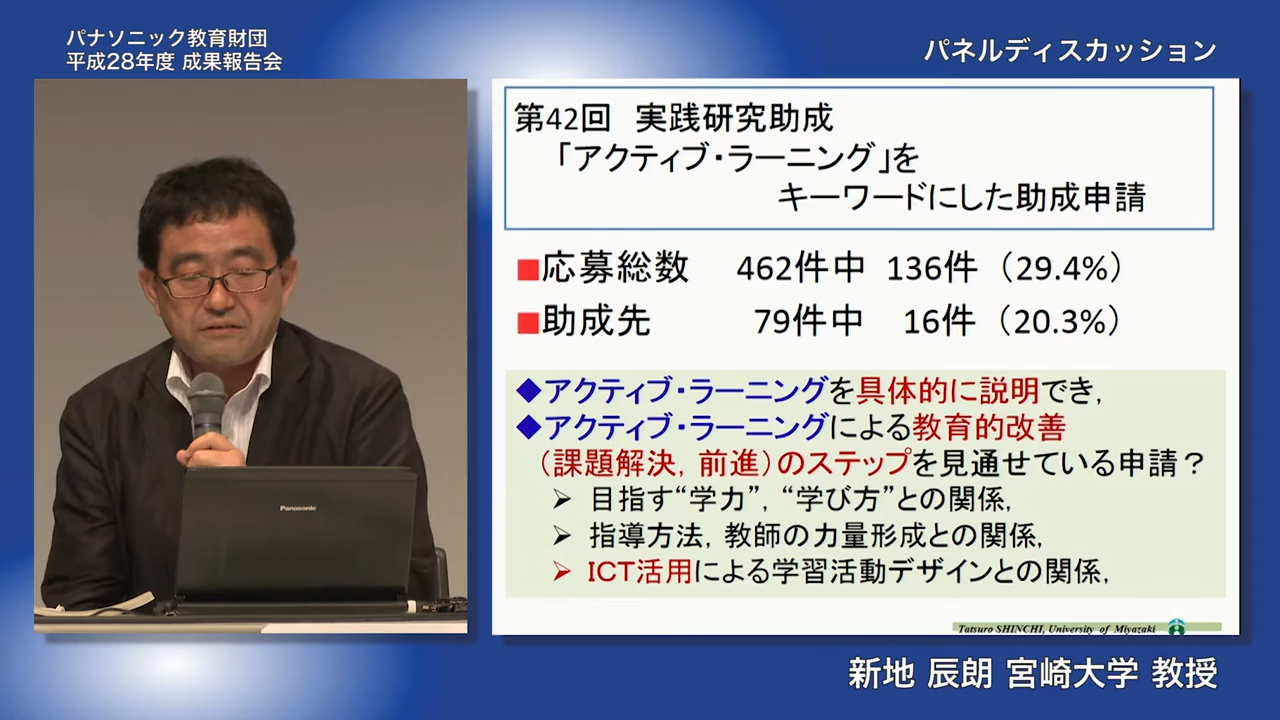 パナソニック教育財団
平成28年度 成果報告会
パネルディスカッション
第42回　実践研究助成
「アクティブ・ラーニング」を
キーワードにした助成申請
■応募総数　462件中　136件（29.4%）
■助成先　79件中　16件（20.3%）
◆アクティブ・ラーニングを具体的に説明でき，
◆アクティブ・ラーニングによる教育的改善
（課題解決，前進）のステップを見通せている申請？
➢ 目指す“学力”，“学び方”との関係，
➢ 指導方法，教師の力量形成との関係，
➢ ICT活用による学習活動デザインとの関係，
Tatsuro SHINCHI, University of Miyazaki
Panasonic
新地 辰朗 宮崎大学 教授